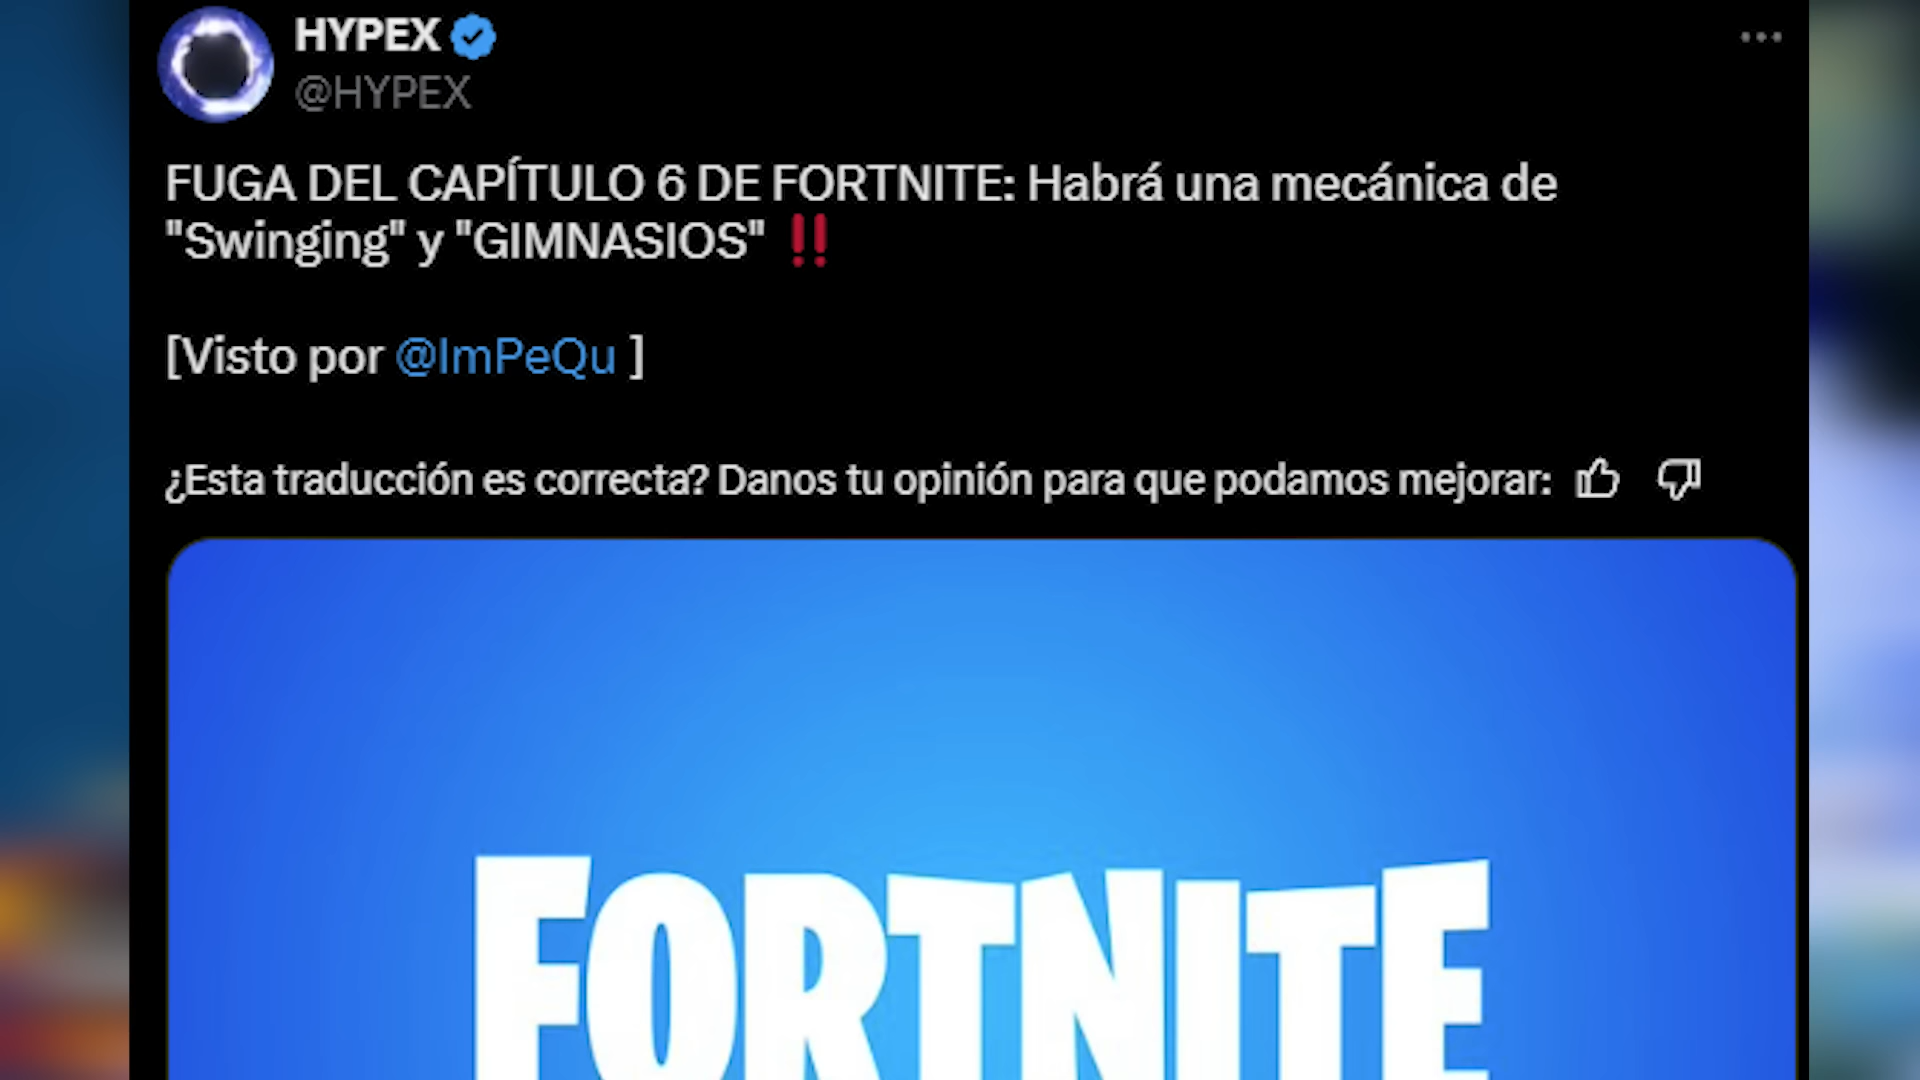 HYPEX
@HYPEX
FUGA DEL CAPÍTULO 6 DE FORTNITE: Habrá una mecánica de
"Swinging" y "GIMNASIOS" ‼
[Visto por @ImPeQu ]
¿Esta traducción es correcta? Danos tu opinión para que podamos mejorar:
FORTNITE